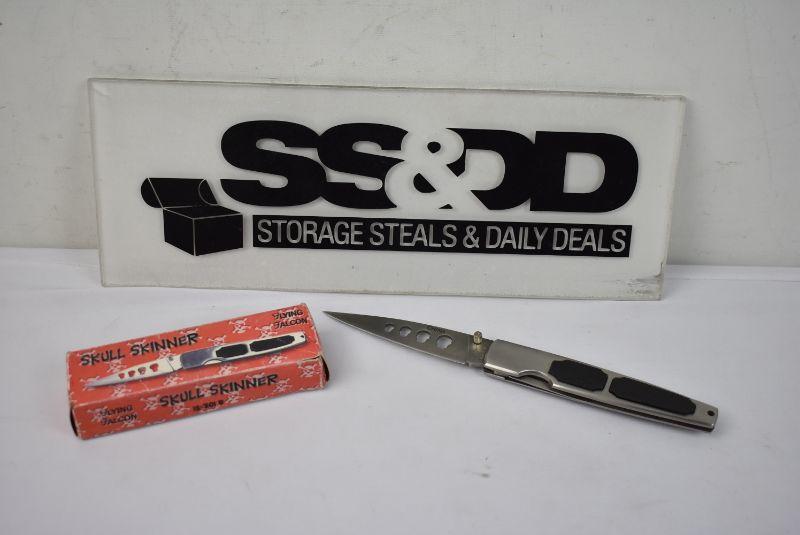 SS&DD
STORAGE STEALS & DAILY DEALS
SKULL SKINNER
FLYING
FALCON
FLYING
FALCON
SKULL SKINNER